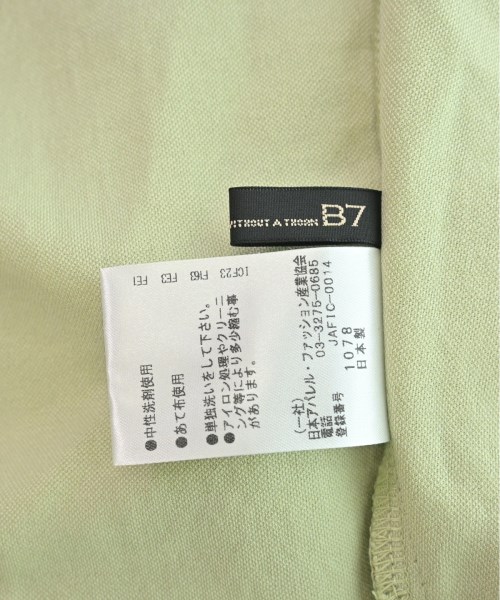 WITHOUT A THORN B7
FE1 FE3 F161 ICF23
●中性洗剤使用
●あて布使用
●単独洗いをして下さい。
●アイロン処理やクリーニ
ング等により多少縮む事
があります。
(一社)
日本アパレル・ファッション産業協会
電話 03-3275-0685
登録番号 JAFIC-0014
1078
日本製